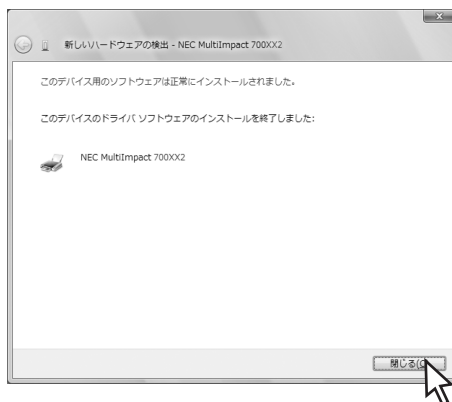 新しいハードウェアの検出 - NEC MultiImpact 700XX2
このデバイス用のソフトウェアは正常にインストールされました。
このデバイスのドライバ ソフトウェアのインストールを終了しました:
NEC MultiImpact 700XX2
閉じる(